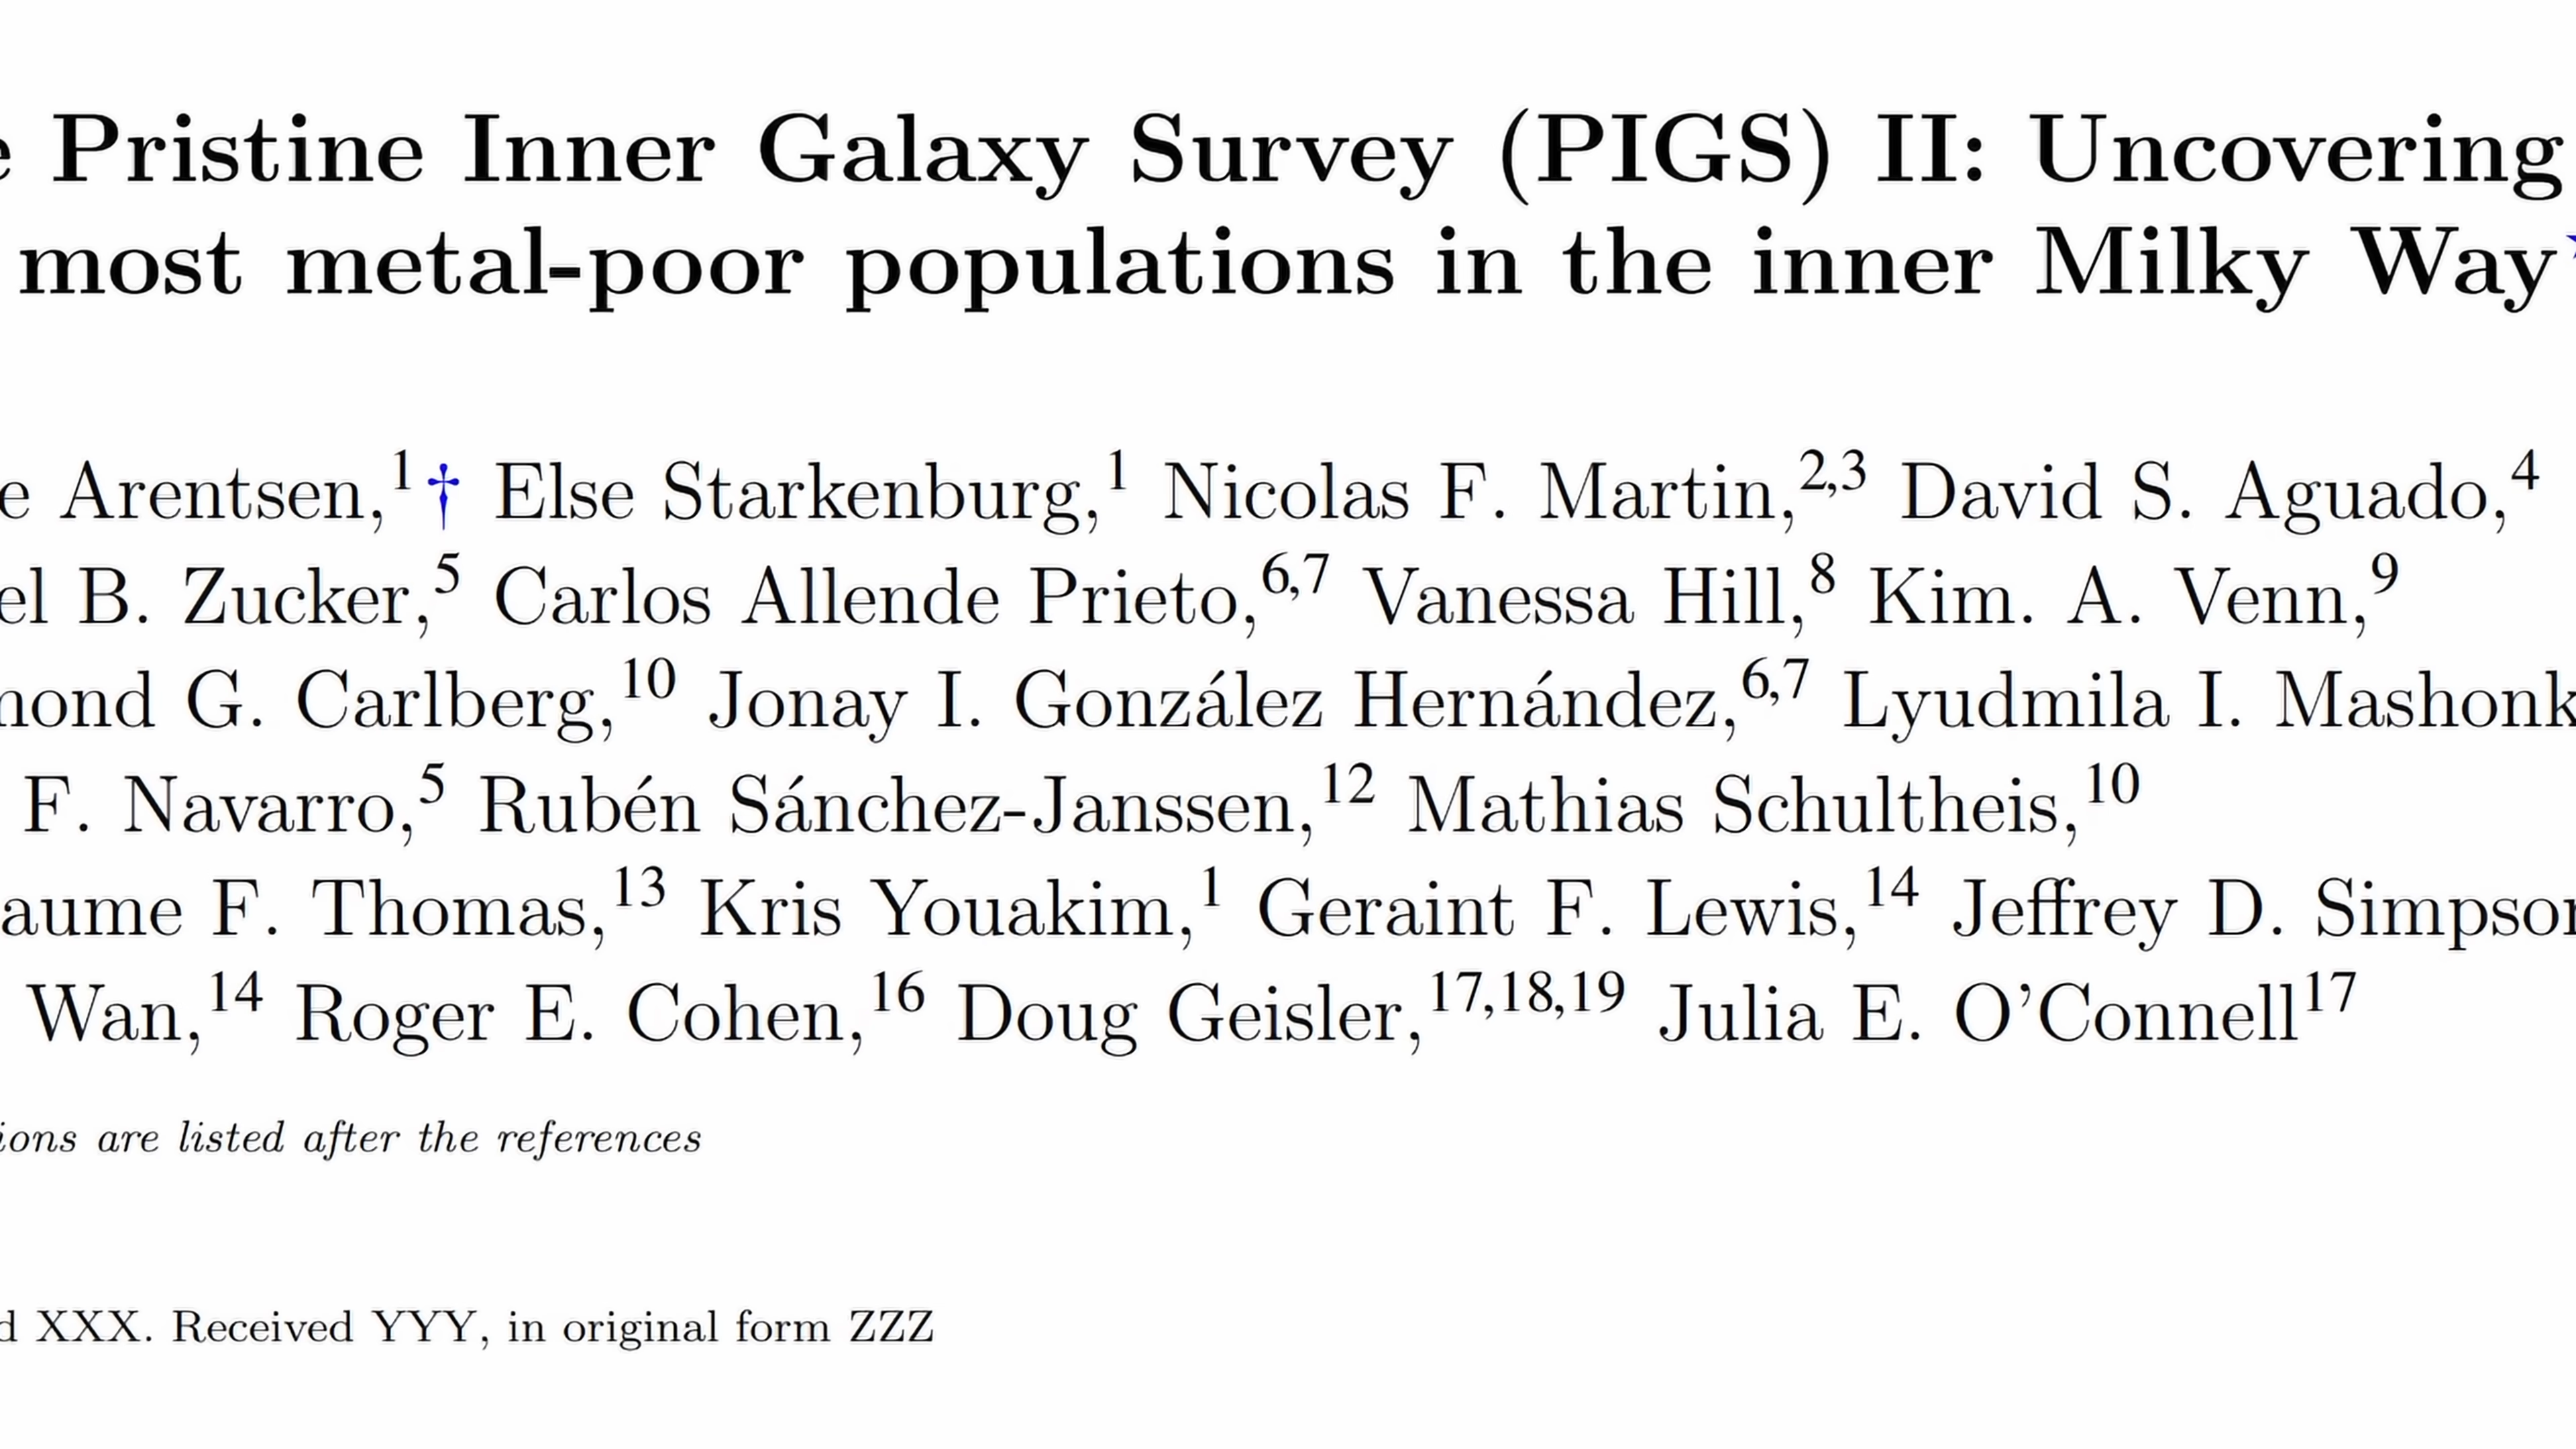 e Pristine Inner Galaxy Survey (PIGS) II: Uncovering
most metal-poor populations in the inner Milky Way
e Arentsen,1† Else Starkenburg,1 Nicolas F. Martin,2,3 David S. Aguado,4
el B. Zucker,5 Carlos Allende Prieto,6,7 Vanessa Hill,8 Kim. A. Venn,9
mond G. Carlberg,10 Jonay I. González Hernández,6,7 Lyudmila I. Mashonk
F. Navarro,5 Rubén Sánchez-Janssen,12 Mathias Schultheis,10
aume F. Thomas,13 Kris Youakim,1 Geraint F. Lewis,14 Jeffrey D. Simpson
Wan,14 Roger E. Cohen,16 Doug Geisler,17,18,19 Julia E. O'Connell17
ions are listed after the references
d XXX. Received YYY, in original form ZZZ